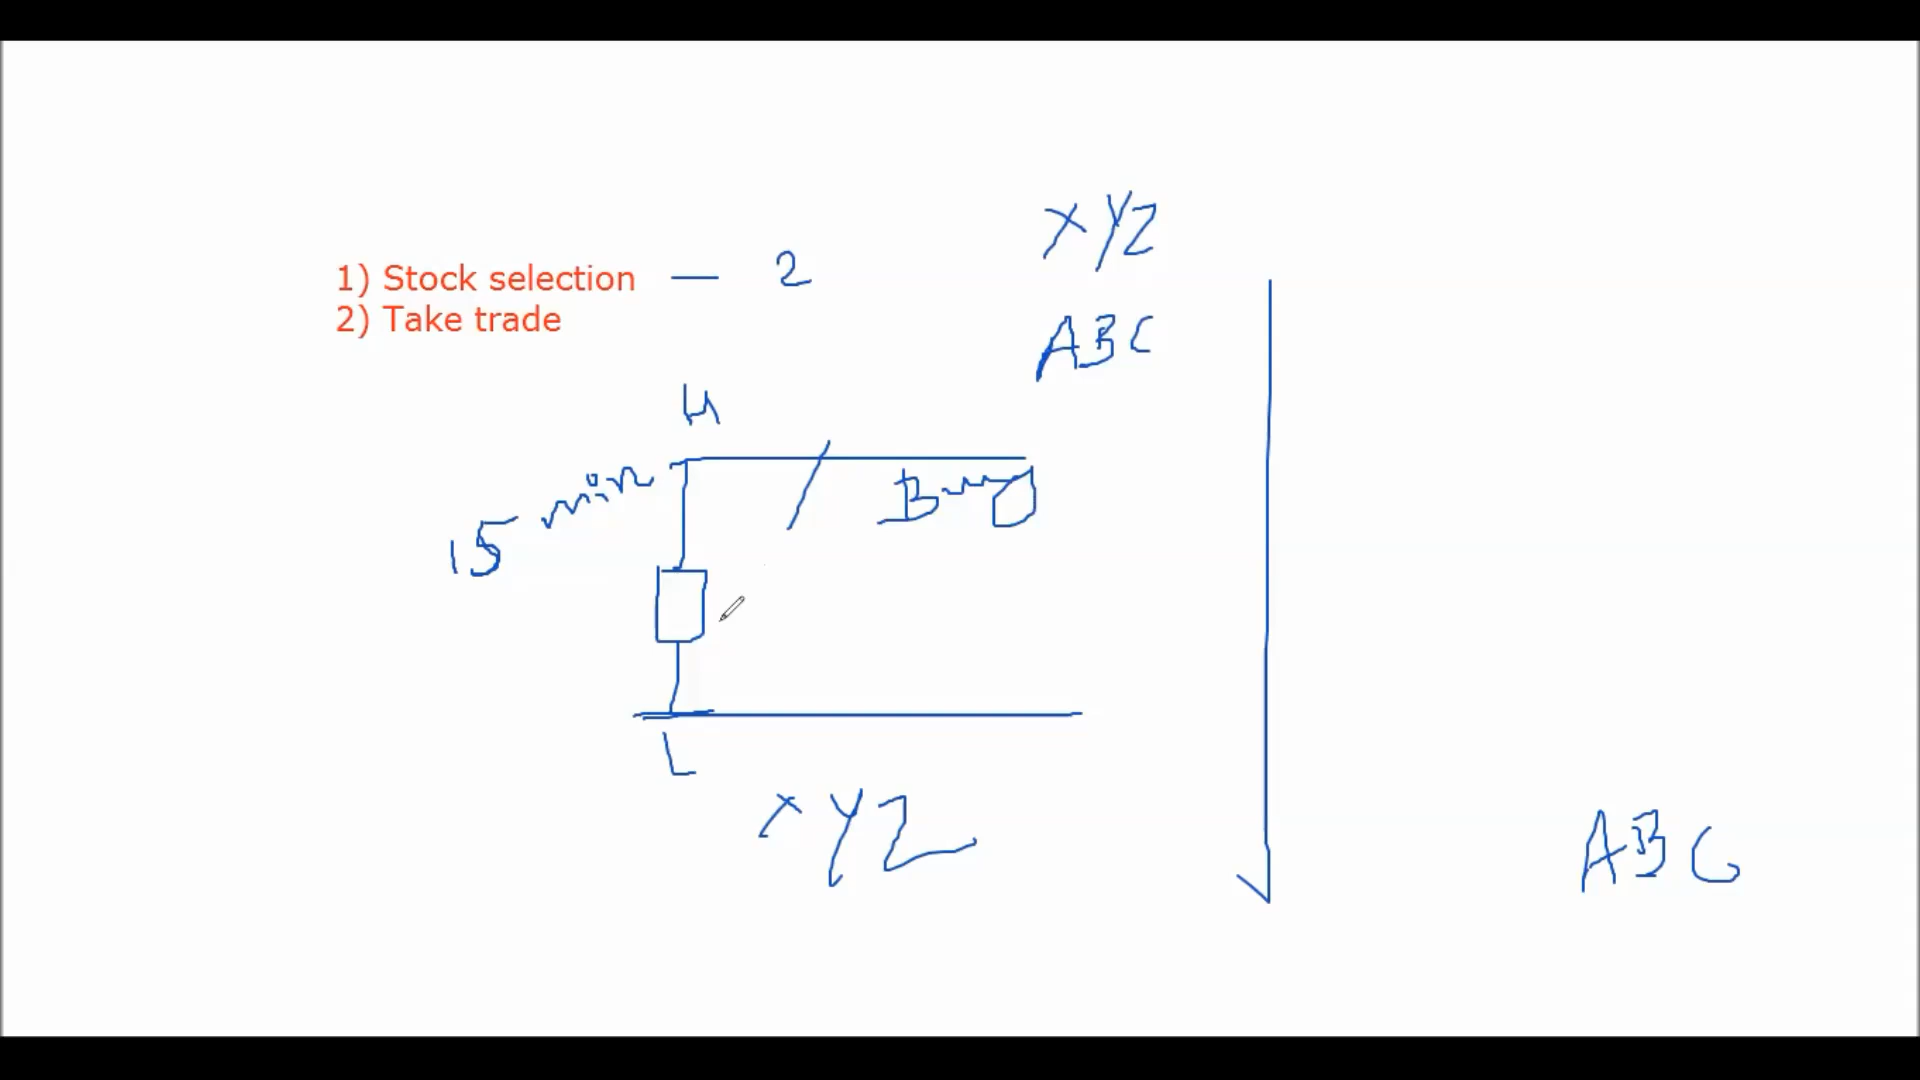 1) Stock selection — 2
2) Take trade
XYZ
ABC
H
15 min
Buy
L
XYZ
ABC